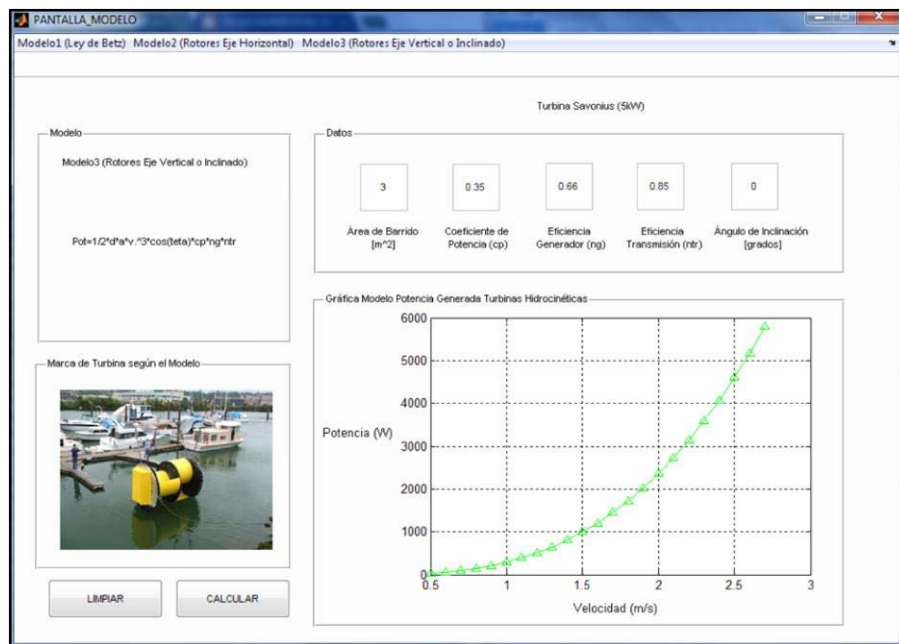 PANTALLA_MODELO
Modelo1 (Ley de Betz) Modelo2 (Rotores Eje Horizontal) Modelo3 (Rotores Eje Vertical o Inclinado)
Turbina Savonius (5kW)
Modelo
Modelo3 (Rotores Eje Vertical o Inclinado)
Pot=1/2*d*a*v.^3*cos(teta)*cp*ng*ntr
Datos
3
0.35
0.66
0.85
0
Área de Barrido
[m^2]
Coeficiente de
Potencia (cp)
Eficiencia
Generador (ng)
Eficiencia
Transmisión (ntr)
Ángulo de Inclinación
[grados]
Marca de Turbina según el Modelo
LIMPIAR
CALCULAR
Gráfica Modelo Potencia Generada Turbinas Hidrocinéticas
Potencia (W)
6000
5000
4000
3000
2000
1000
0
0.5
1
1.5
2
2.5
3
Velocidad (m/s)